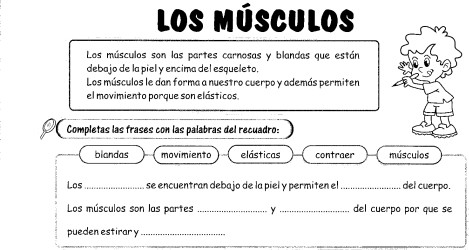 LOS MÚSCULOS
Los músculos son las partes carnosas y blandas que están
debajo de la piel y encima del esqueleto.
Los músculos le dan forma a nuestro cuerpo y además permiten
el movimiento porque son elásticos.
Completas las frases con las palabras del recuadro:
blandas movimiento elásticas contraer músculos
Los ...................... se encuentran debajo de la piel y permiten el ...................... del cuerpo.
Los músculos son las partes ...................... y ...................... del cuerpo por que se
pueden estirar y ..............................